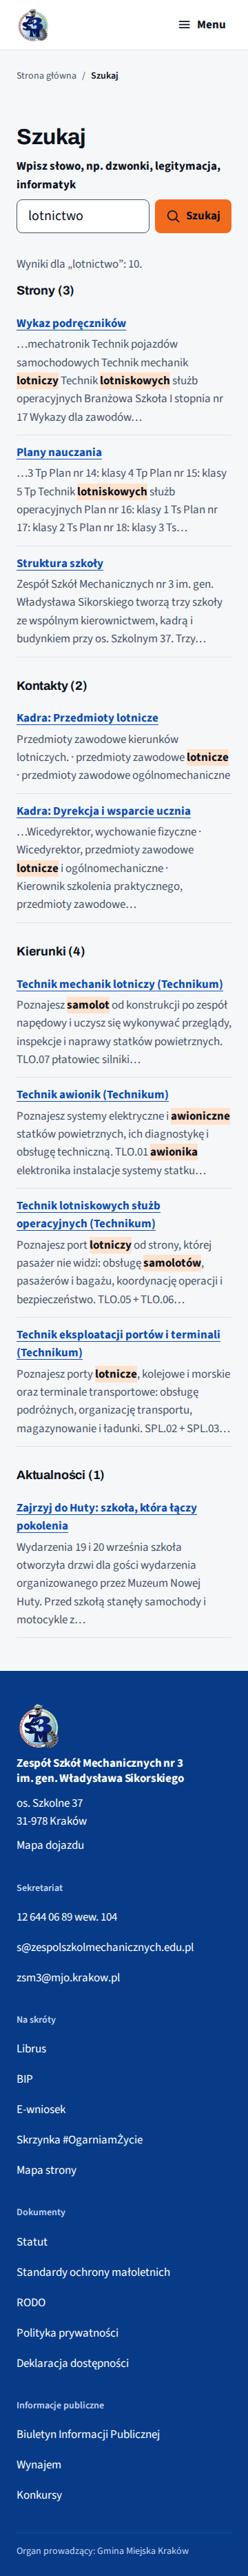 Menu
Strona główna / Szukaj
Szukaj
Wpisz słowo, np. dzwonki, legitymacja,
informatyk
lotnictwo
Szukaj
Wyniki dla „lotnictwo”: 10.
Strony (3)
Wykaz podręczników
…mechatronik Technik pojazdów
samochodowych Technik mechanik
lotniczy Technik lotniskowych służb
operacyjnych Branżowa Szkoła I stopnia nr
17 Wykazy dla zawodów…
Plany nauczania
…3 Tp Plan nr 14: klasy 4 Tp Plan nr 15: klasy
5 Tp Technik lotniskowych służb
operacyjnych Plan nr 16: klasy 1 Ts Plan nr
17: klasy 2 Ts Plan nr 18: klasy 3 Ts…
Struktura szkoły
Zespół Szkół Mechanicznych nr 3 im. gen.
Władysława Sikorskiego tworzą trzy szkoły
ze wspólnym kierownictwem, kadrą i
budynkiem przy os. Szkolnym 37. Trzy…
Kontakty (2)
Kadra: Przedmioty lotnicze
Przedmioty zawodowe kierunków
lotniczych. · przedmioty zawodowe lotnicze
· przedmioty zawodowe ogólnomechaniczne
Kadra: Dyrekcja i wsparcie ucznia
…Wicedyrektor, wychowanie fizyczne ·
Wicedyrektor, przedmioty zawodowe
lotnicze i ogólnomechaniczne ·
Kierownik szkolenia praktycznego,
przedmioty zawodowe…
Kierunki (4)
Technik mechanik lotniczy (Technikum)
Poznajesz samolot od konstrukcji po zespół
napędowy i uczysz się wykonywać przeglądy,
inspekcje i naprawy statków powietrznych.
TLO.07 płatowiec silniki…
Technik awionik (Technikum)
Poznajesz systemy elektryczne i awioniczne
statków powietrznych, ich diagnostykę i
obsługę techniczną. TLO.01 awionika
elektronika instalacje systemy statku…
Technik lotniskowych służb
operacyjnych (Technikum)
Poznajesz port lotniczy od strony, której
pasażer nie widzi: obsługę samolotów,
pasażerów i bagażu, koordynację operacji i
bezpieczeństwo. TLO.05 + TLO.06…
Technik eksploatacji portów i terminali
(Technikum)
Poznajesz porty lotnicze, kolejowe i morskie
oraz terminale transportowe: obsługę
podróżnych, organizację transportu,
magazynowanie i ładunki. SPL.02 + SPL.03…
Aktualności (1)
Zajrzyj do Huty: szkoła, która łączy
pokolenia
Wydarzenia 19 i 20 września szkoła
otworzyła drzwi dla gości wydarzenia
organizowanego przez Muzeum Nowej
Huty. Przed szkołą stanęły samochody i
motocykle z…
Zespół Szkół Mechanicznych nr 3
im. gen. Władysława Sikorskiego
os. Szkolne 37
31-978 Kraków
Mapa dojazdu
Sekretariat
12 644 06 89 wew. 104
s@zespolszkolmechanicznych.edu.pl
zsm3@mjo.krakow.pl
Na skróty
Librus
BIP
E-wniosek
Skrzynka #OgarniamŻycie
Mapa strony
Dokumenty
Statut
Standardy ochrony małoletnich
RODO
Polityka prywatności
Deklaracja dostępności
Informacje publiczne
Biuletyn Informacji Publicznej
Wynajem
Konkursy
Organ prowadzący: Gmina Miejska Kraków